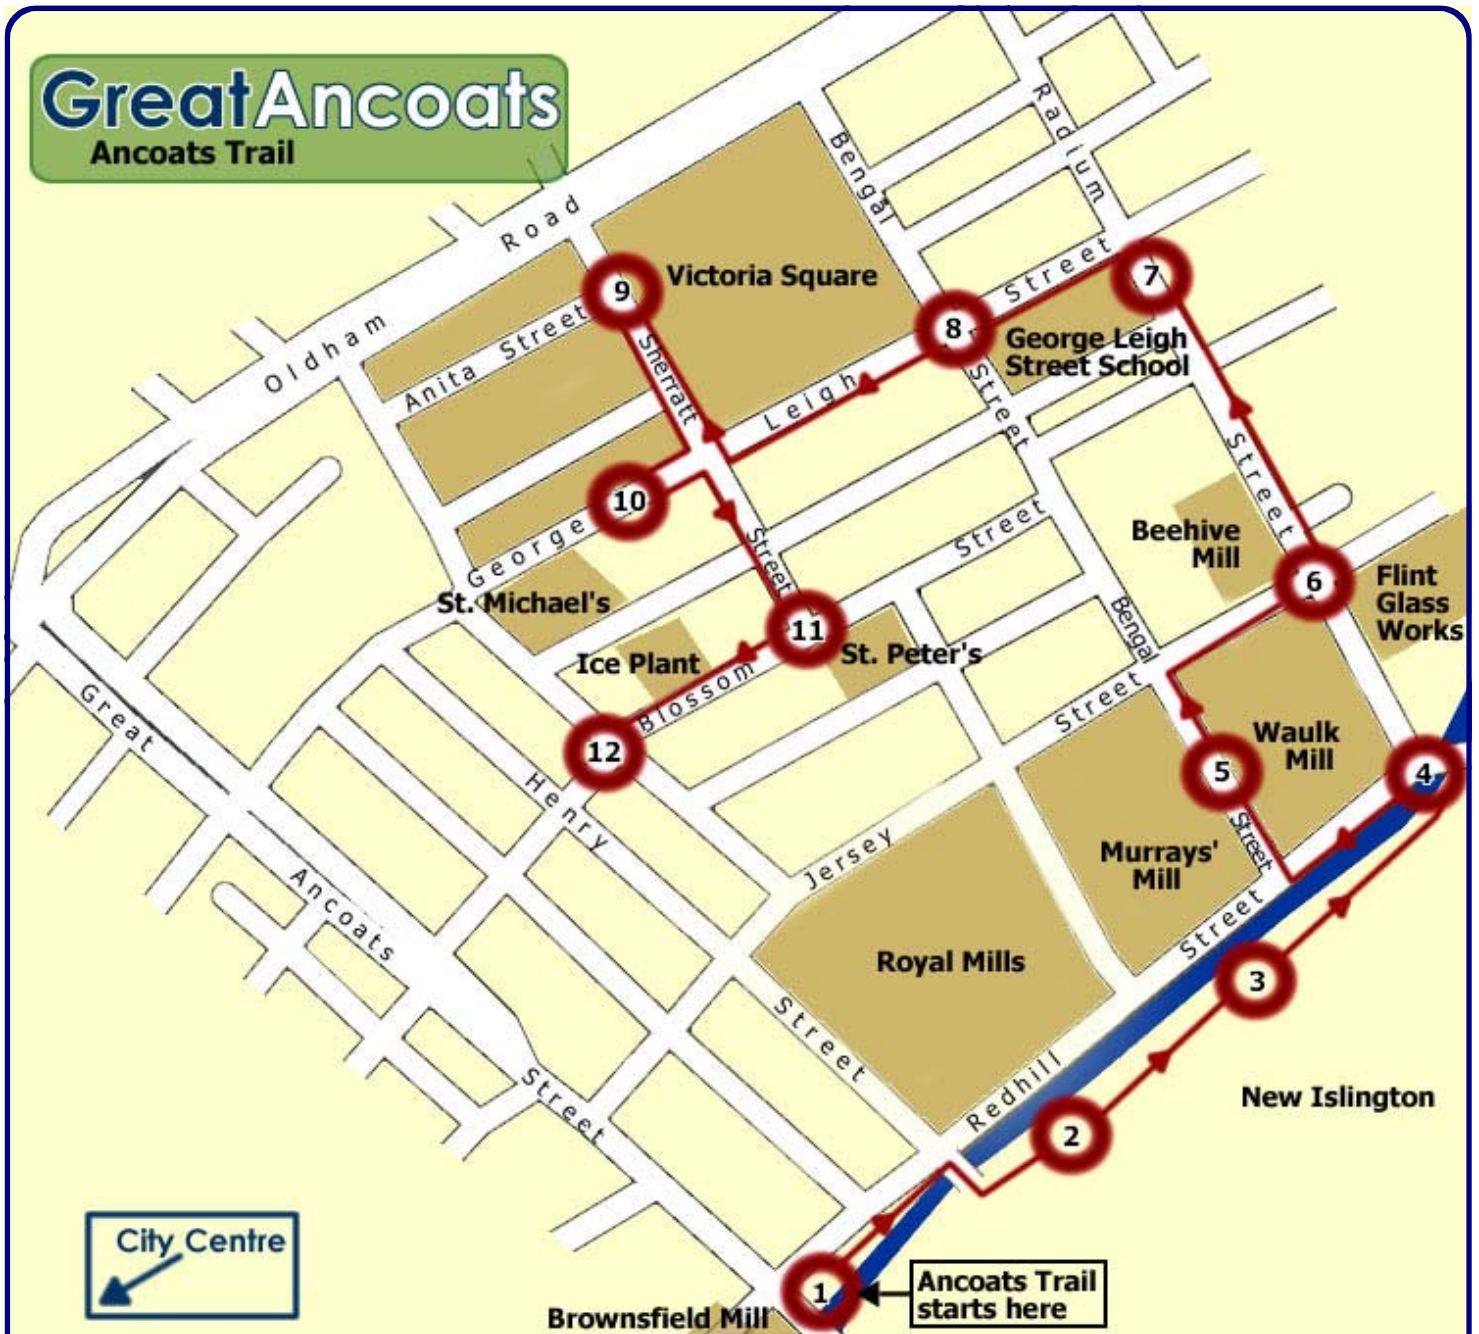 GreatAncoats
Ancoats Trail
Oldham Road
Bengal Street
Radium Street
9
Victoria Square
7
8
George Leigh
Street School
Anita Street
Sherratt Street
George Leigh Street
10
Beehive
Mill
6
Flint
Glass
Works
St. Michael's
11
Ice Plant
St. Peter's
Blossom Street
Bengal Street
12
Great Ancoats Street
Henry Street
Jersey Street
Waulk
Mill
5
4
Murrays'
Mill
Royal Mills
3
Redhill Street
2
New Islington
City Centre
1
Ancoats Trail
starts here
Brownsfield Mill